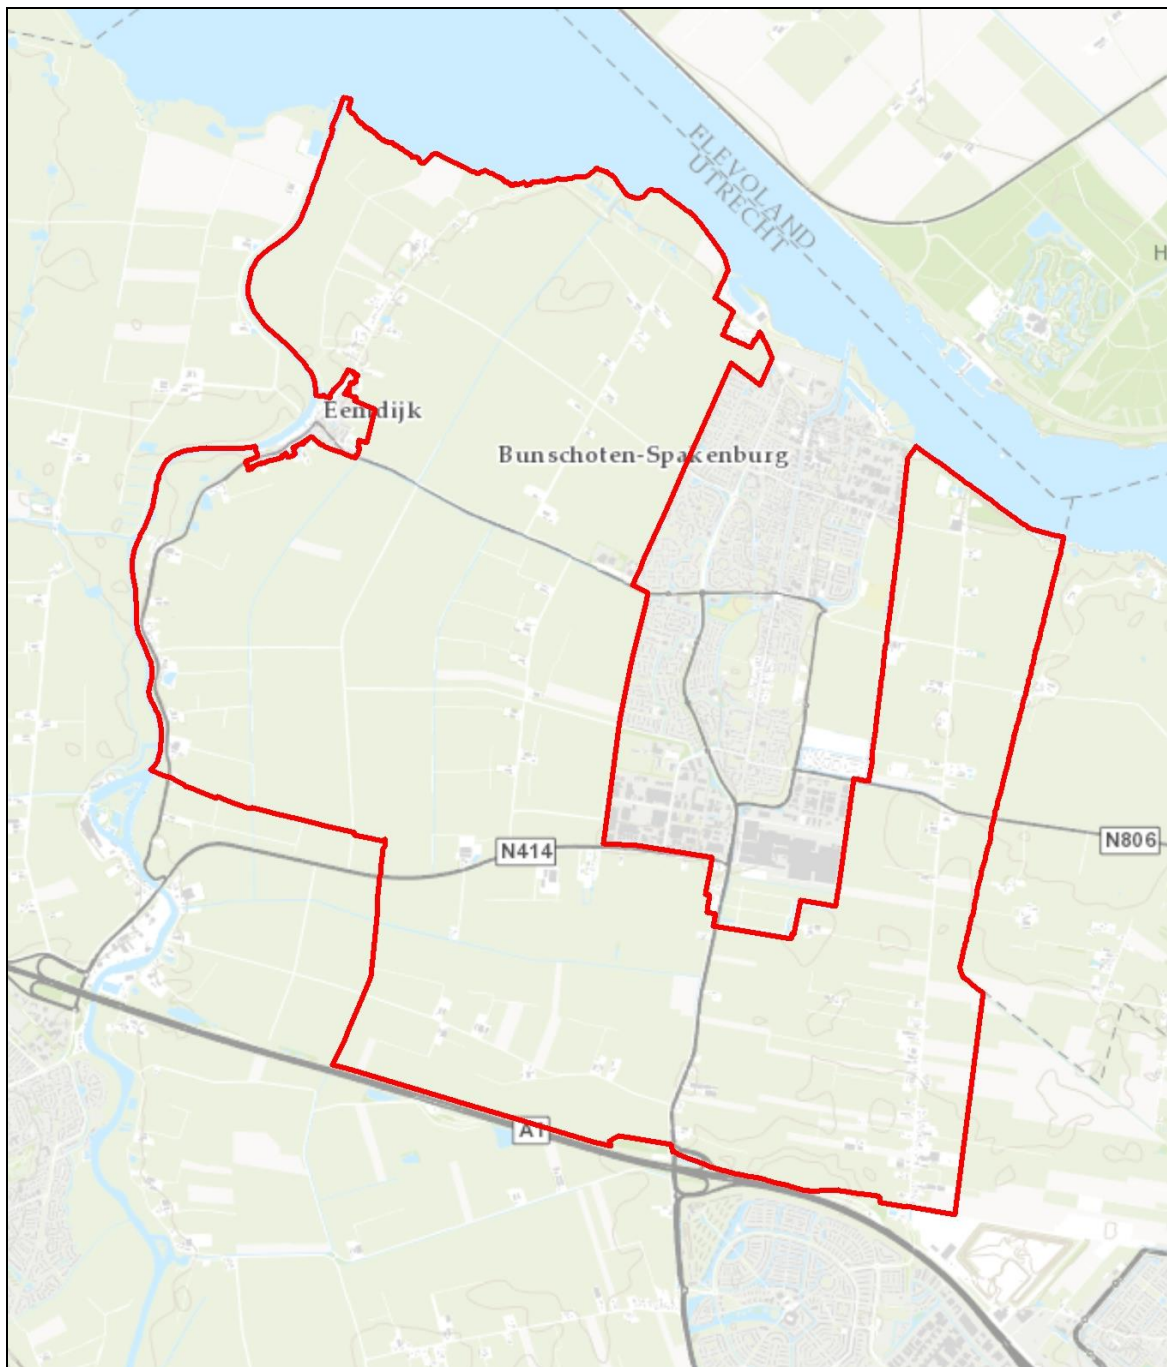 FLEVOLAND
UTRECHT
H
Eemdijk
Bunschoten-Spakenburg
N414
N806
A1